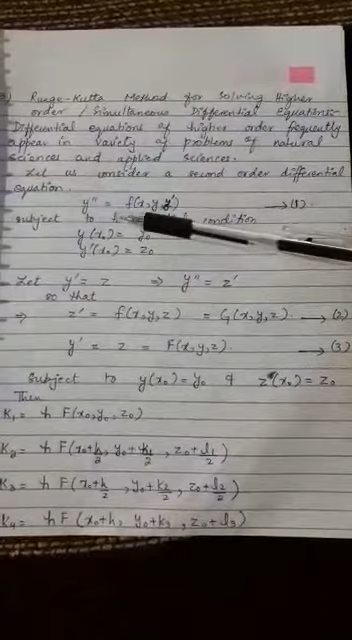 Runge-Kutta Method for Solving Higher
order / Simultaneous Differential Equations:-
Differential equations of higher order frequently
appear in variety of problems of natural
sciences and applied sciences.
Let us consider a second order differential
equation.
y'' = f(x, y, y') → (1)
subject to condition
y(x₀) = y₀
y'(x₀) = z₀
Let y' = z ⇒ y'' = z'
so that
⇒ z' = f(x,y,z) = G(x,y,z). → (2)
y' = z = F(x,y,z). → (3)
subject to y(x₀) = y₀ & z(x₀) = z₀
Then
K₁ = h F(x₀, y₀, z₀)
K₂ = h F(x₀+h/2, y₀+k₁/2, z₀+l₁/2)
K₃ = h F(x₀+h/2, y₀+k₂/2, z₀+l₂/2)
K₄ = h F(x₀+h, y₀+k₃, z₀+l₃)